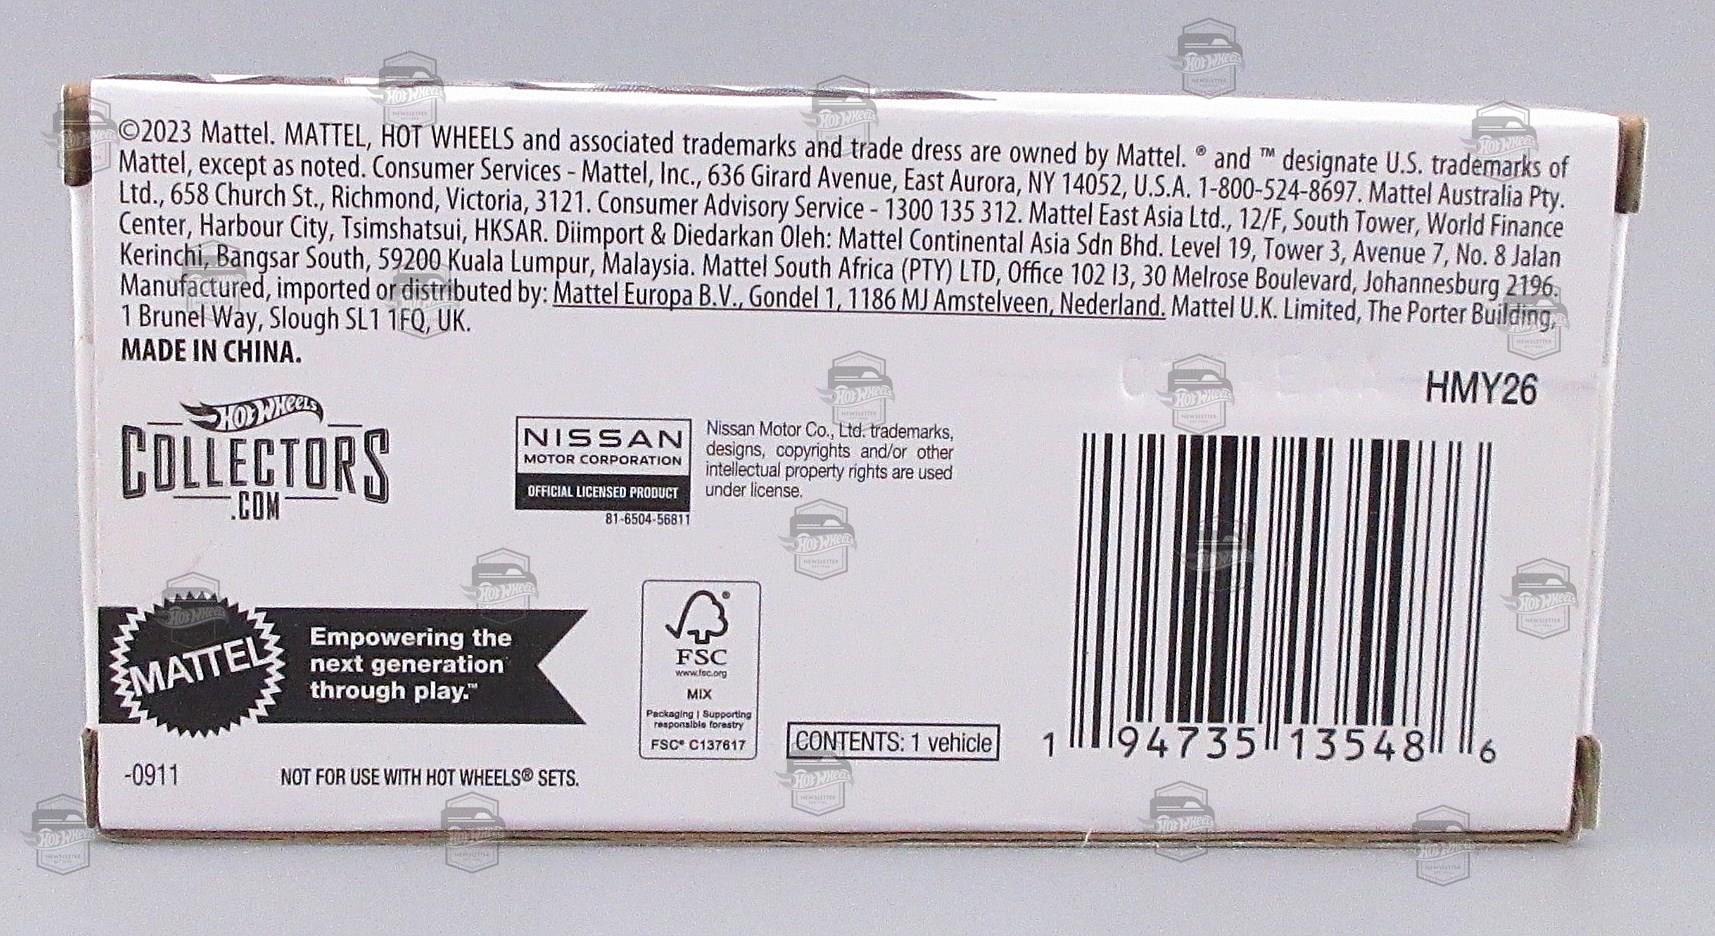 ©2023 Mattel. MATTEL, HOT WHEELS and associated trademarks and trade dress are owned by Mattel. ® and ™ designate U.S. trademarks of
Mattel, except as noted. Consumer Services - Mattel, Inc., 636 Girard Avenue, East Aurora, NY 14052, U.S.A. 1-800-524-8697. Mattel Australia Pty.
Ltd., 658 Church St., Richmond, Victoria, 3121. Consumer Advisory Service - 1300 135 312. Mattel East Asia Ltd., 12/F, South Tower, World Finance
Center, Harbour City, Tsimshatsui, HKSAR. Diimport & Diedarkan Oleh: Mattel Continental Asia Sdn Bhd. Level 19, Tower 3, Avenue 7, No. 8 Jalan
Kerinchi, Bangsar South, 59200 Kuala Lumpur, Malaysia. Mattel South Africa (PTY) LTD, Office 102 I3, 30 Melrose Boulevard, Johannesburg 2196.
Manufactured, imported or distributed by: Mattel Europa B.V., Gondel 1, 1186 MJ Amstelveen, Nederland. Mattel U.K. Limited, The Porter Building,
1 Brunel Way, Slough SL1 1FQ, UK.
MADE IN CHINA.
HMY26
HOT WHEELS
COLLECTORS
.COM
NISSAN
MOTOR CORPORATION
OFFICIAL LICENSED PRODUCT
81-6504-56811
Nissan Motor Co., Ltd. trademarks,
designs, copyrights and/or other
intellectual property rights are used
under license.
MATTEL
Empowering the
next generation
through play.™
FSC
www.fsc.org
MIX
Packaging | Supporting
responsible forestry
FSC® C137617
CONTENTS: 1 vehicle
1 94735 13548 6
-0911
NOT FOR USE WITH HOT WHEELS® SETS.